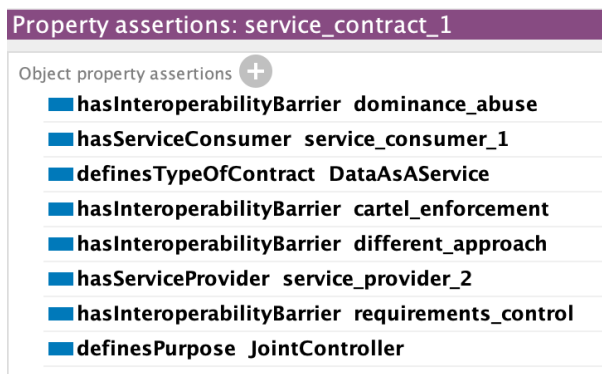 Property assertions: service_contract_1
Object property assertions
hasInteroperabilityBarrier dominance_abuse
hasServiceConsumer service_consumer_1
definesTypeOfContract DataAsAService
hasInteroperabilityBarrier cartel_enforcement
hasInteroperabilityBarrier different_approach
hasServiceProvider service_provider_2
hasInteroperabilityBarrier requirements_control
definesPurpose JointController